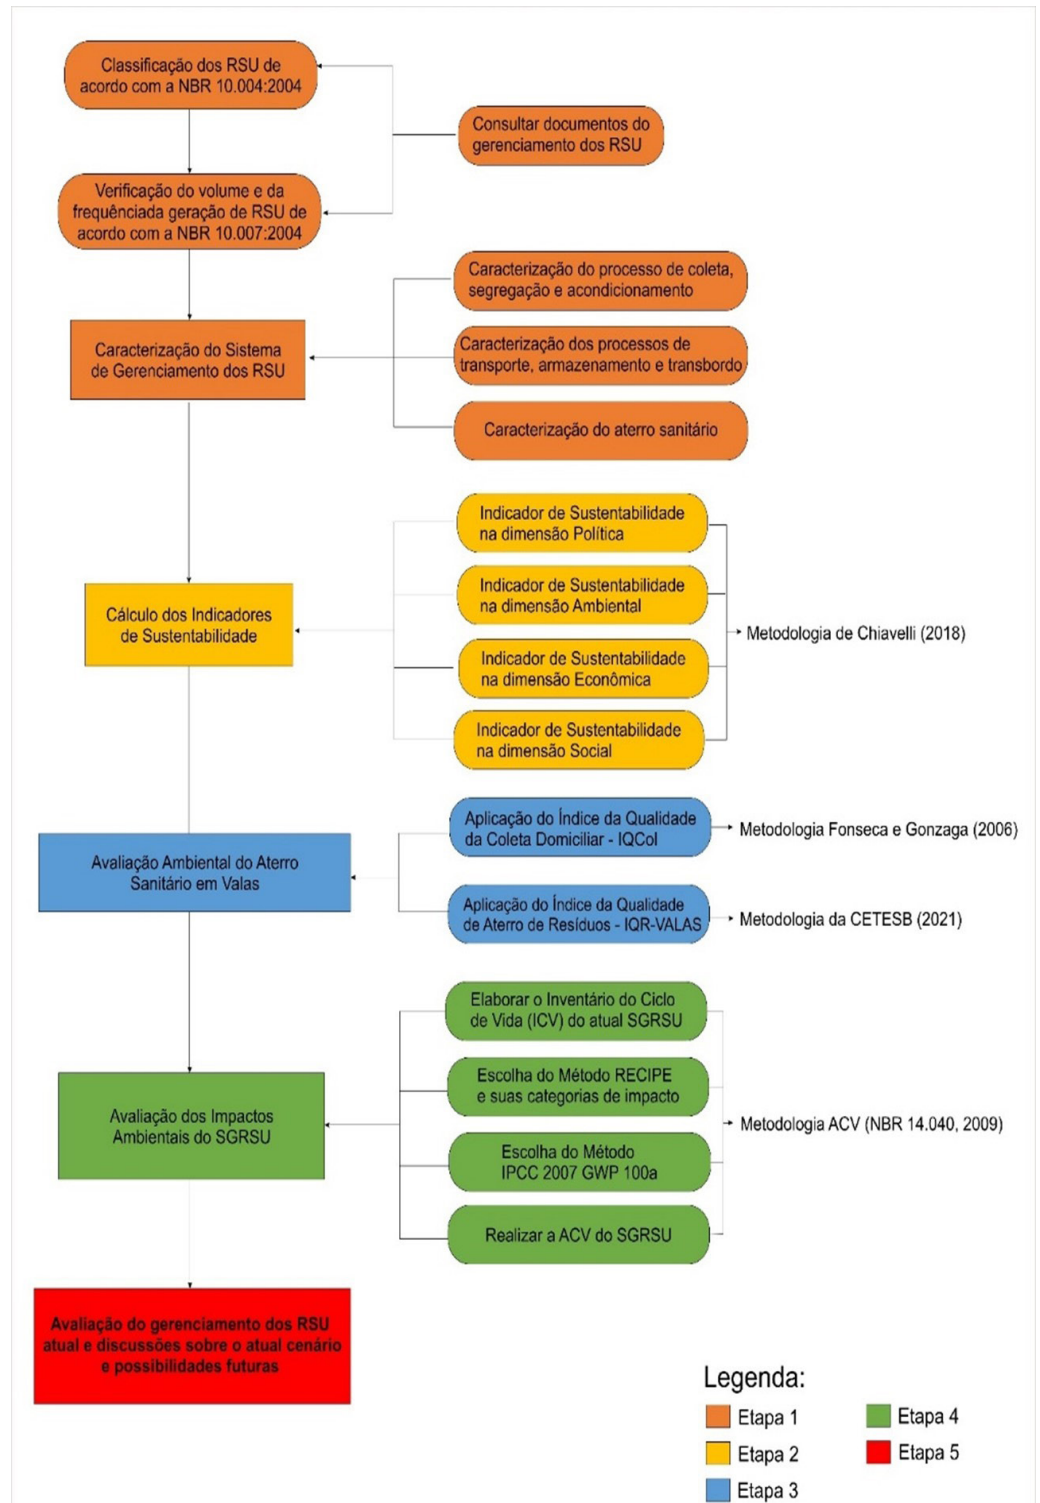 Classificação dos RSU de
acordo com a NBR 10.004:2004
Consultar documentos do
gerenciamento dos RSU
Verificação do volume e da
frequênciada geração de RSU de
acordo com a NBR 10.007:2004
Caracterização do processo de coleta,
segregação e acondicionamento
Caracterização do Sistema
de Gerenciamento dos RSU
Caracterização dos processos de
transporte, armazenamento e transbordo
Caracterização do aterro sanitário
Indicador de Sustentabilidade
na dimensão Política
Indicador de Sustentabilidade
na dimensão Ambiental
Cálculo dos Indicadores
de Sustentabilidade
Metodologia de Chiavelli (2018)
Indicador de Sustentabilidade
na dimensão Econômica
Indicador de Sustentabilidade
na dimensão Social
Aplicação do Índice da Qualidade
da Coleta Domiciliar - IQCol
Metodologia Fonseca e Gonzaga (2006)
Avaliação Ambiental do Aterro
Sanitário em Valas
Aplicação do Índice da Qualidade
de Aterro de Resíduos - IQR-VALAS
Metodologia da CETESB (2021)
Elaborar o Inventário do Ciclo
de Vida (ICV) do atual SGRSU
Escolha do Método RECIPE
e suas categorias de impacto
Avaliação dos Impactos
Ambientais do SGRSU
Metodologia ACV (NBR 14.040, 2009)
Escolha do Método
IPCC 2007 GWP 100a
Realizar a ACV do SGRSU
Avaliação do gerenciamento dos RSU
atual e discussões sobre o atual cenário
e possibilidades futuras
Legenda:
Etapa 1
Etapa 2
Etapa 3
Etapa 4
Etapa 5